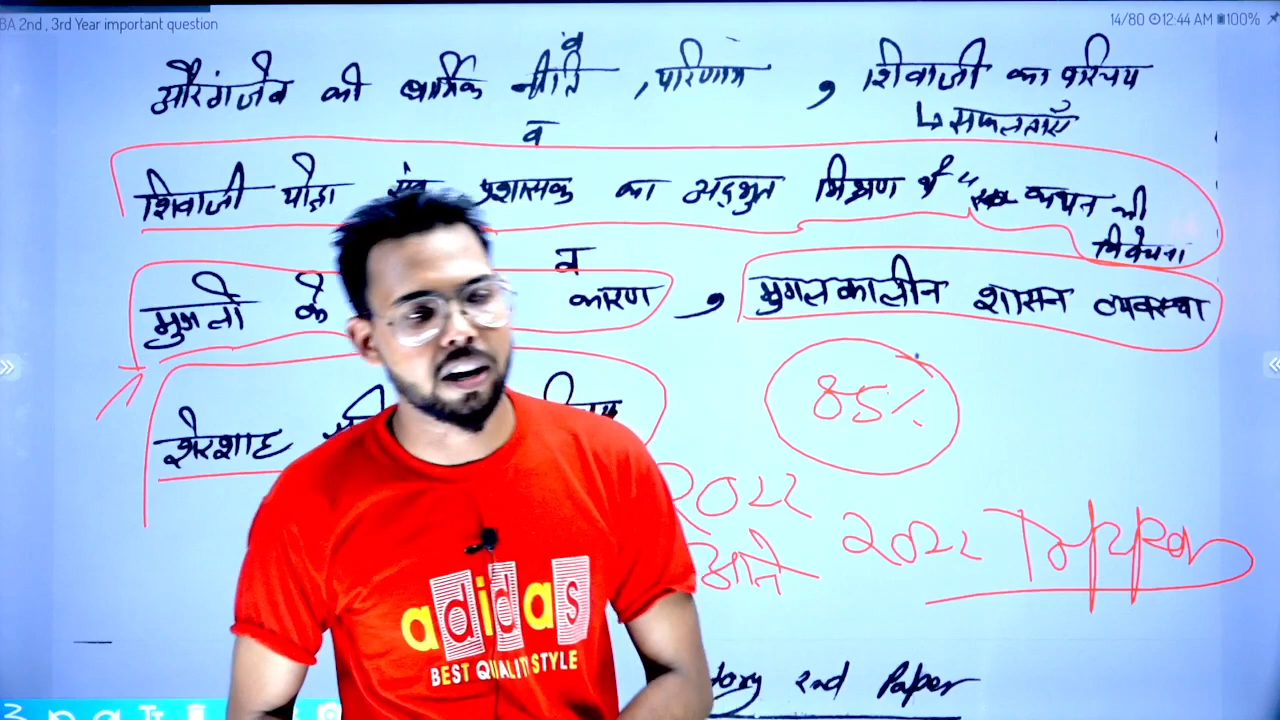 BA 2nd , 3rd Year important question
14/80 12:44 AM 100%
औरंगजेब की धार्मिक नीति व , परिणाम , शिवाजी का परिचय
व ↳ सफलताएँ
शिवाजी योद्धा एवं प्रशासक का अद्भुत मिश्रण थे " कथन की
विवेचना
मुगलो के व कारण , मुगलकालीन शासन व्यवस्था
85%
शेरशाह
2022
2022 Topper
adidas
BEST QUALITY STYLE
2nd Paper